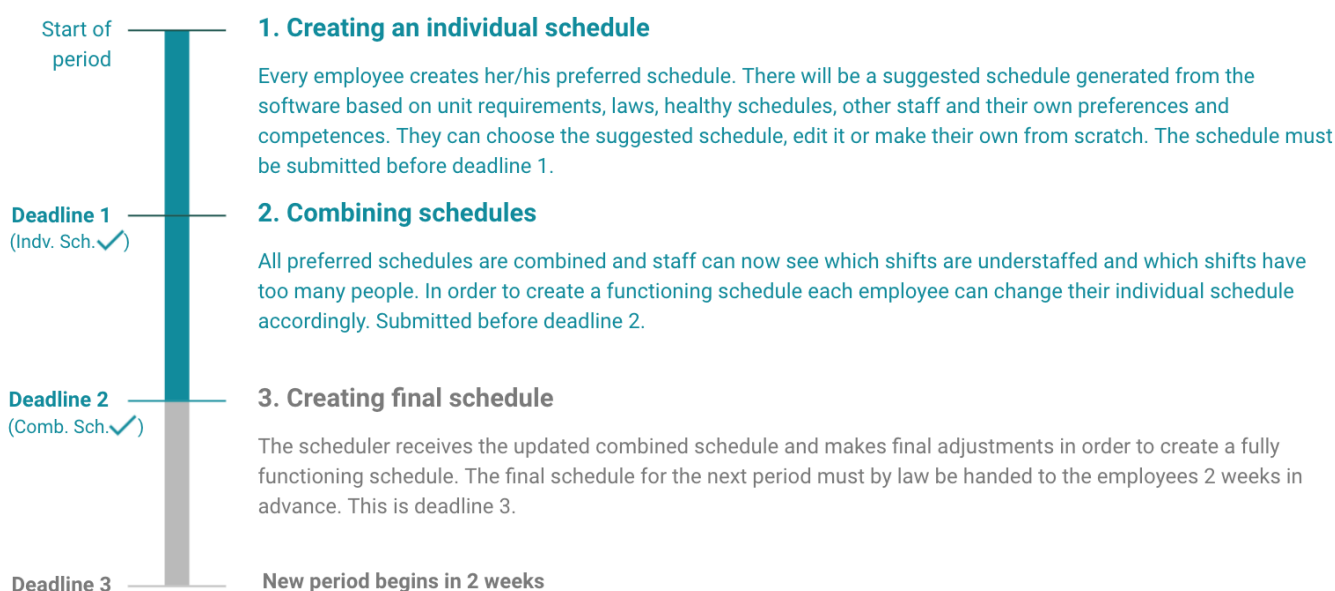 Start of
period
1. Creating an individual schedule
Every employee creates her/his preferred schedule. There will be a suggested schedule generated from the
software based on unit requirements, laws, healthy schedules, other staff and their own preferences and
competences. They can choose the suggested schedule, edit it or make their own from scratch. The schedule must
be submitted before deadline 1.
Deadline 1
(Indv. Sch.✓)
2. Combining schedules
All preferred schedules are combined and staff can now see which shifts are understaffed and which shifts have
too many people. In order to create a functioning schedule each employee can change their individual schedule
accordingly. Submitted before deadline 2.
Deadline 2
(Comb. Sch.✓)
3. Creating final schedule
The scheduler receives the updated combined schedule and makes final adjustments in order to create a fully
functioning schedule. The final schedule for the next period must by law be handed to the employees 2 weeks in
advance. This is deadline 3.
Deadline 3
New period begins in 2 weeks